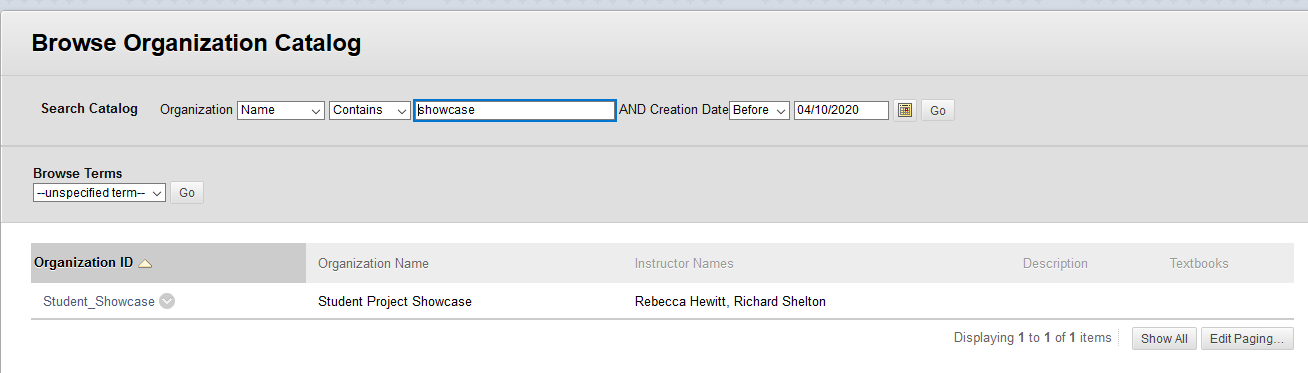 Browse Organization Catalog
Search Catalog Organization Name Contains showcase AND Creation Date Before 04/10/2020 Go
Browse Terms
--unspecified term-- Go
Organization ID Organization Name Instructor Names Description Textbooks
Student_Showcase Student Project Showcase Rebecca Hewitt, Richard Shelton
Displaying 1 to 1 of 1 items Show All Edit Paging...